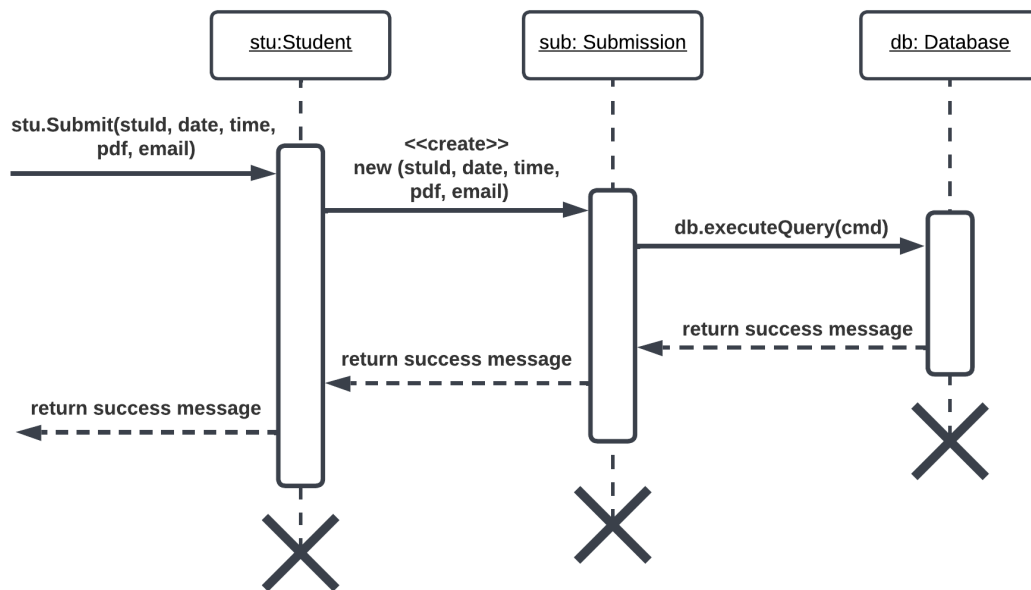 stu:Student
sub: Submission
db: Database
stu.Submit(stuId, date, time,
pdf, email)
<<create>>
new (stuId, date, time,
pdf, email)
db.executeQuery(cmd)
return success message
return success message
return success message